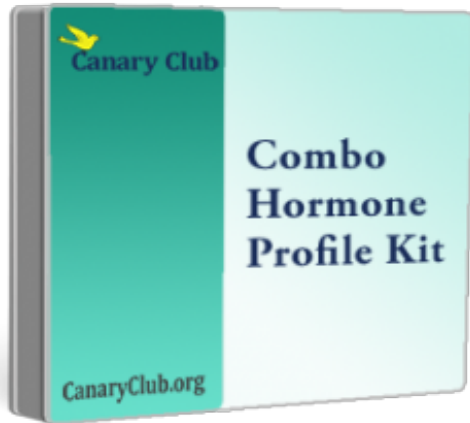 Canary Club
Combo
Hormone
Profile Kit
CanaryClub.org